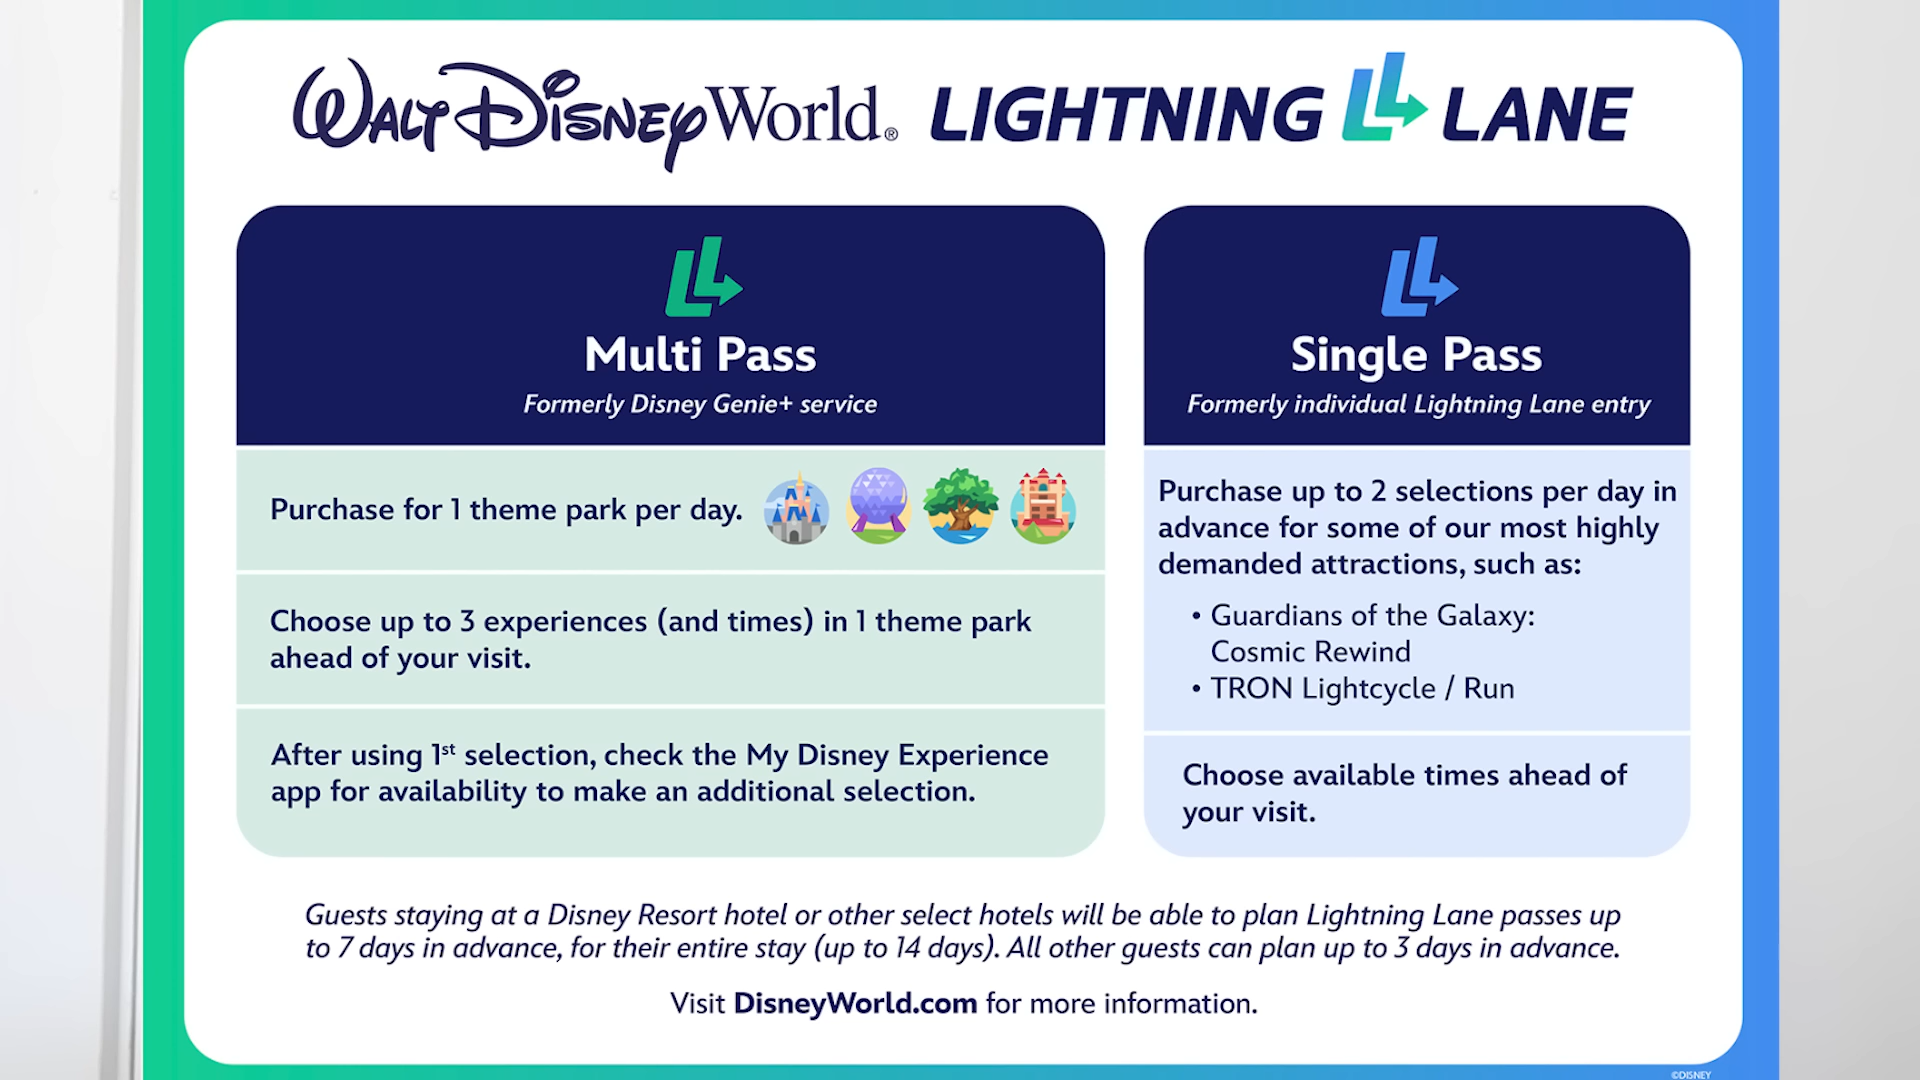 WALT DISNEY World® LIGHTNING LL LANE
Multi Pass
Formerly Disney Genie+ service
Purchase for 1 theme park per day.
Choose up to 3 experiences (and times) in 1 theme park
ahead of your visit.
After using 1st selection, check the My Disney Experience
app for availability to make an additional selection.
Single Pass
Formerly individual Lightning Lane entry
Purchase up to 2 selections per day in
advance for some of our most highly
demanded attractions, such as:
• Guardians of the Galaxy:
Cosmic Rewind
• TRON Lightcycle / Run
Choose available times ahead of
your visit.
Guests staying at a Disney Resort hotel or other select hotels will be able to plan Lightning Lane passes up
to 7 days in advance, for their entire stay (up to 14 days). All other guests can plan up to 3 days in advance.
Visit DisneyWorld.com for more information.
©DISNEY